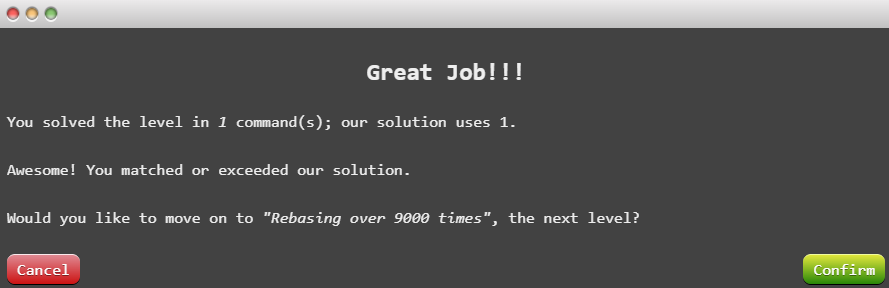 Great Job!!!
You solved the level in 1 command(s); our solution uses 1.
Awesome! You matched or exceeded our solution.
Would you like to move on to "Rebasing over 9000 times", the next level?
Cancel
Confirm